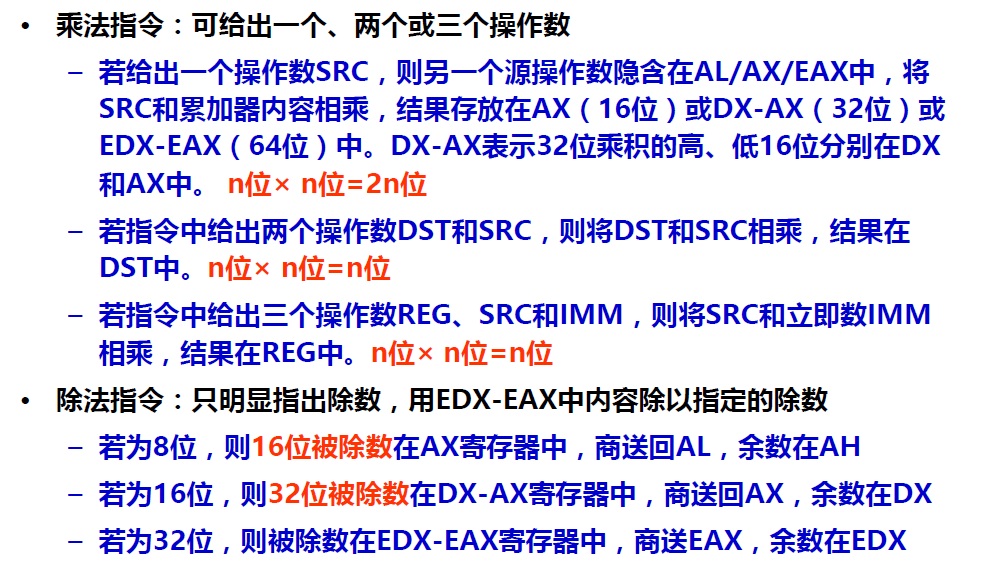 • 乘法指令：可给出一个、两个或三个操作数
– 若给出一个操作数SRC，则另一个源操作数隐含在AL/AX/EAX中，将
SRC和累加器内容相乘，结果存放在AX（16位）或DX-AX（32位）或
EDX-EAX（64位）中。DX-AX表示32位乘积的高、低16位分别在DX
和AX中。 n位× n位=2n位
– 若指令中给出两个操作数DST和SRC，则将DST和SRC相乘，结果在
DST中。n位× n位=n位
– 若指令中给出三个操作数REG、SRC和IMM，则将SRC和立即数IMM
相乘，结果在REG中。n位× n位=n位
• 除法指令：只明显指出除数，用EDX-EAX中内容除以指定的除数
– 若为8位，则16位被除数在AX寄存器中，商送回AL，余数在AH
– 若为16位，则32位被除数在DX-AX寄存器中，商送回AX，余数在DX
– 若为32位，则被除数在EDX-EAX寄存器中，商送EAX，余数在EDX